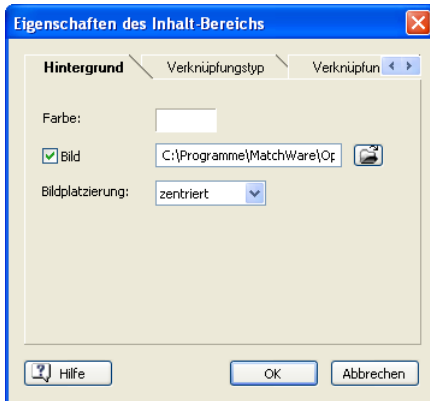 Eigenschaften des Inhalt-Bereichs
Hintergrund Verknüpfungstyp Verknüpfun
Farbe:
Bild C:\Programme\MatchWare\Op
Bildplatzierung: zentriert
Hilfe OK Abbrechen